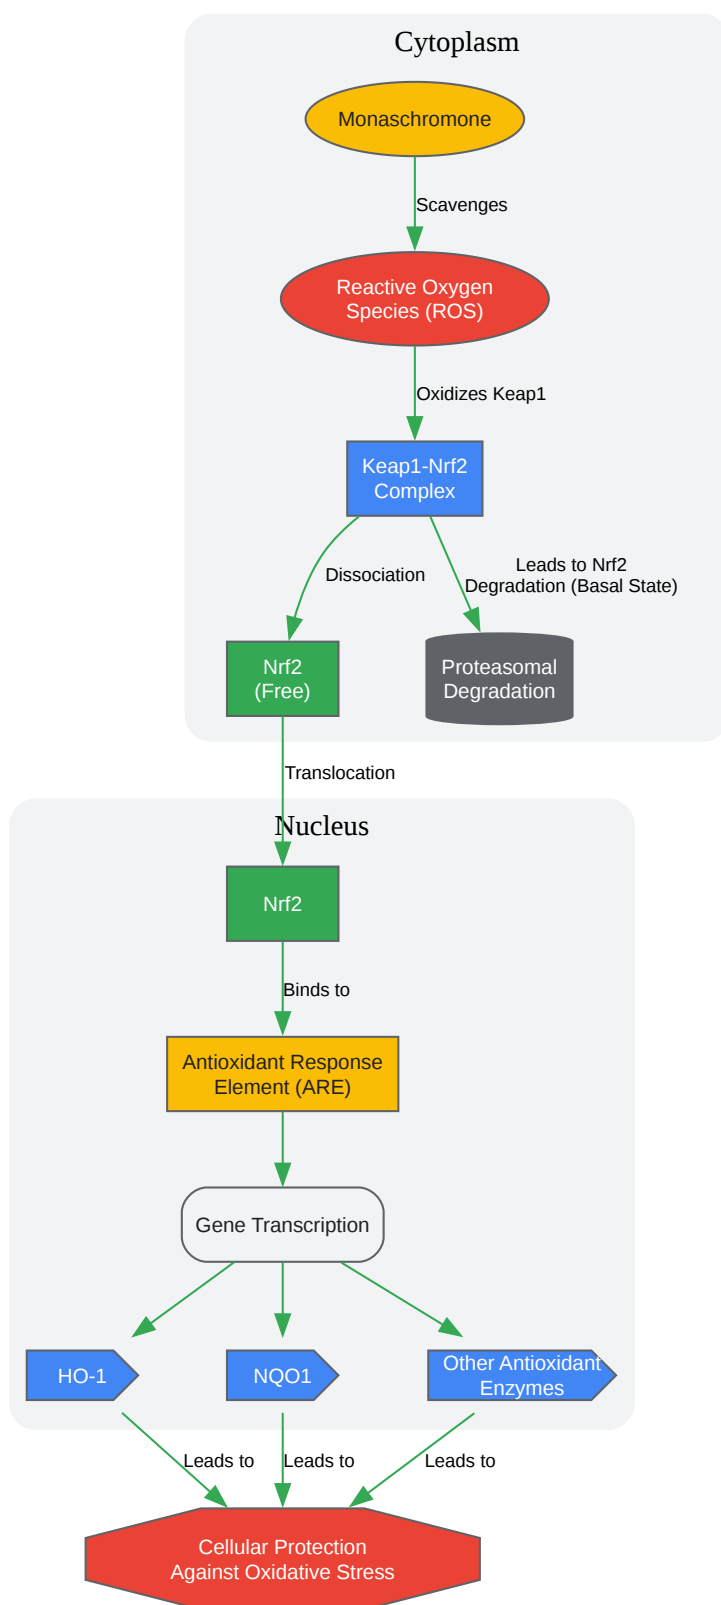 Cytoplasm
Monaschromone
Scavenges
Reactive Oxygen
Species (ROS)
Oxidizes Keap1
Keap1-Nrf2
Complex
Dissociation
Leads to Nrf2
Degradation (Basal State)
Nrf2
(Free)
Proteasomal
Degradation
Translocation
Nucleus
Nrf2
Binds to
Antioxidant Response
Element (ARE)
Gene Transcription
HO-1
NQO1
Other Antioxidant
Enzymes
Leads to
Leads to
Leads to
Cellular Protection
Against Oxidative Stress